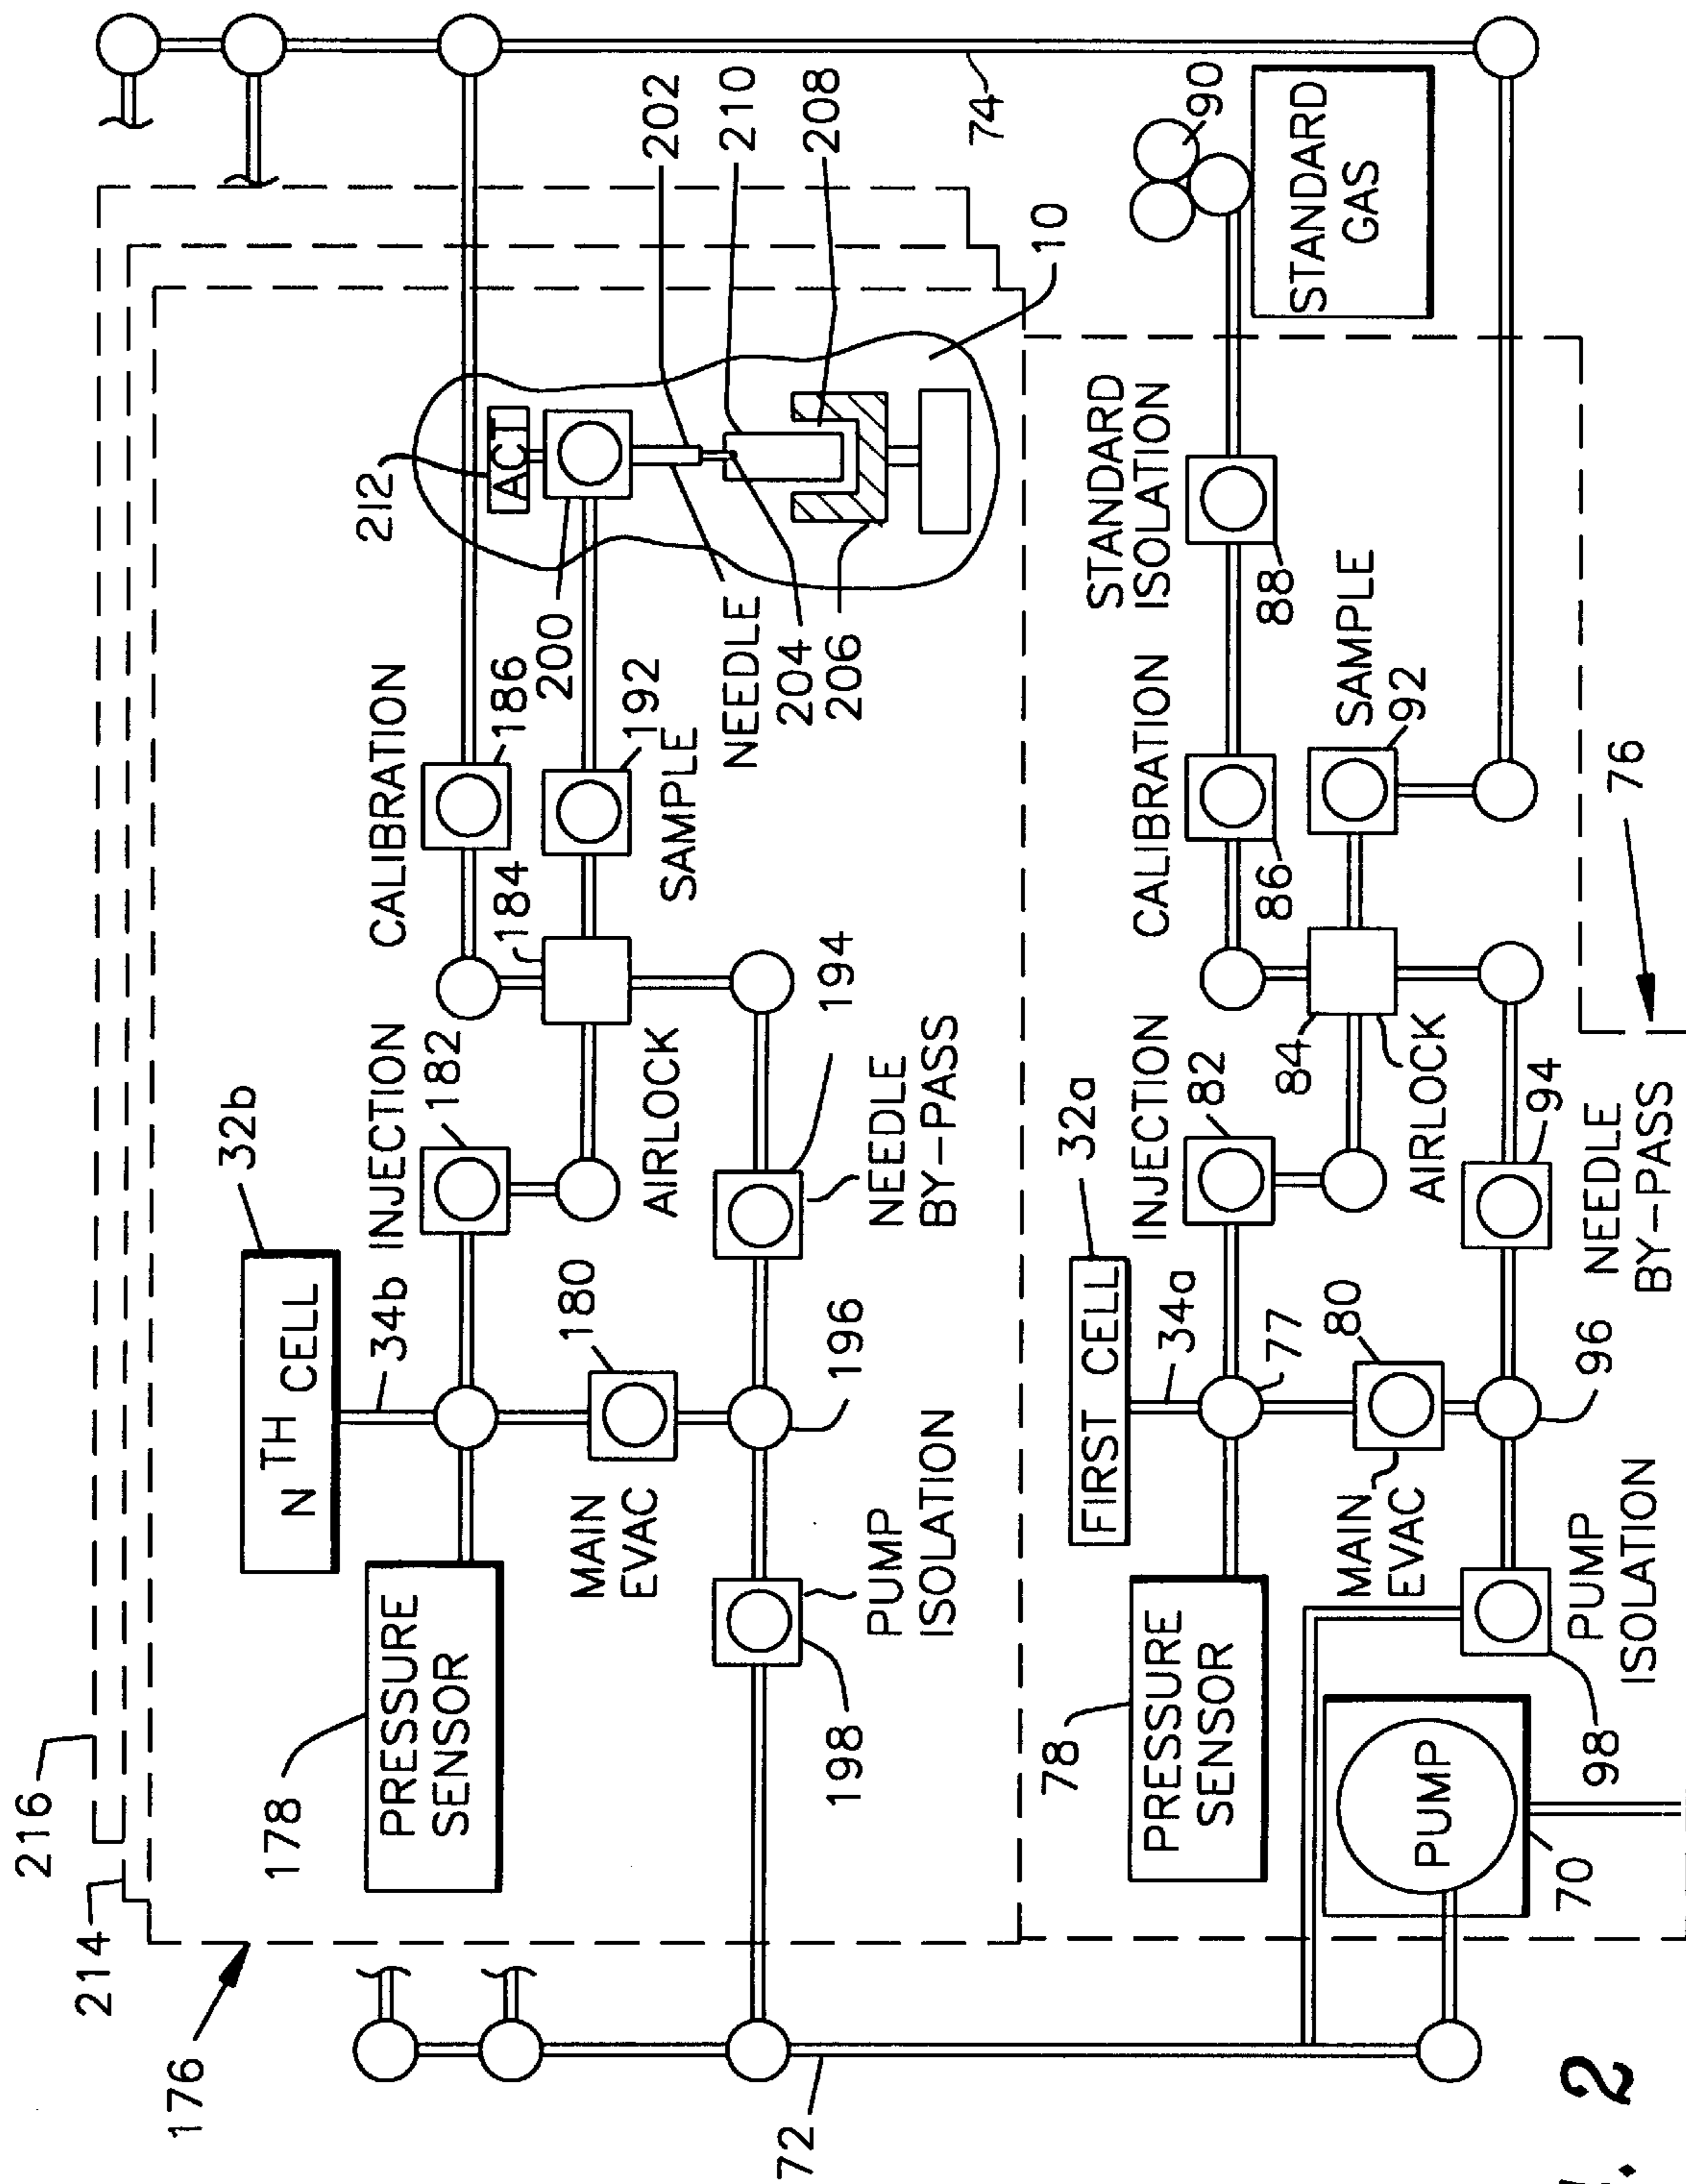 216
214
176
32b
N TH CELL
34b
INJECTION
182
CALIBRATION
186
184
212
ACT
200
192
SAMPLE
NEEDLE
204
206
202
210
208
10
178
PRESSURE
SENSOR
MAIN
EVAC
180
AIRLOCK
194
NEEDLE
BY-PASS
196
PUMP
ISOLATION
198
72
74
90
STANDARD
GAS
STANDARD
ISOLATION
88
CALIBRATION
86
SAMPLE
92
76
INJECTION
82
84
AIRLOCK
94
NEEDLE
BY-PASS
32a
FIRST CELL
34a
77
80
MAIN
EVAC
96
78
PRESSURE
SENSOR
PUMP
ISOLATION
98
PUMP
70
. 2